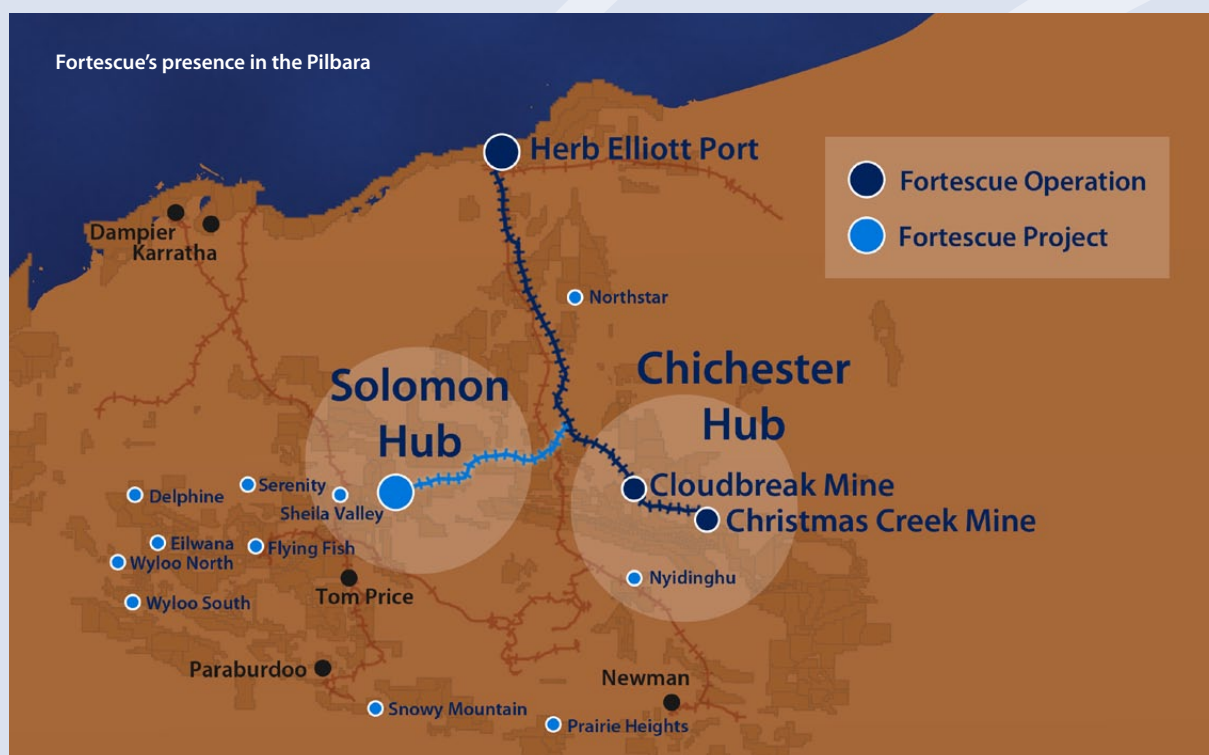 Fortescue's presence in the Pilbara
Herb Elliott Port
Fortescue Operation
Fortescue Project
Dampier
Karratha
Northstar
Solomon
Hub
Chichester
Hub
Delphine
Serenity
Sheila Valley
Cloudbreak Mine
Christmas Creek Mine
Eilwana
Flying Fish
Wyloo North
Nyidinghu
Wyloo South
Tom Price
Paraburdoo
Newman
Snowy Mountain
Prairie Heights